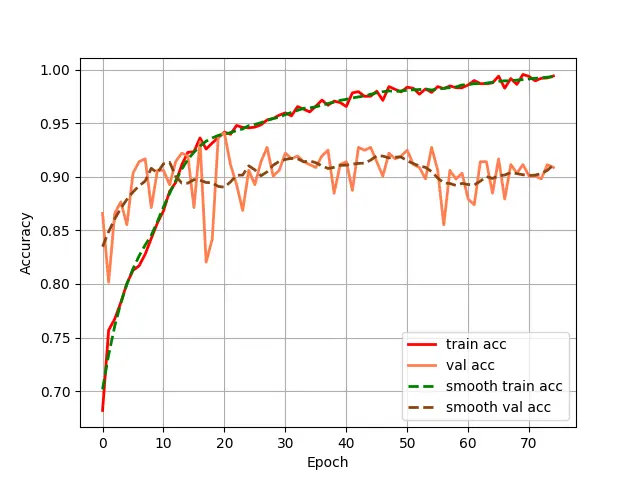 1.00
0.95
0.90
0.85
0.80
0.75
0.70
Accuracy
0 10 20 30 40 50 60 70
Epoch
train acc
val acc
smooth train acc
smooth val acc